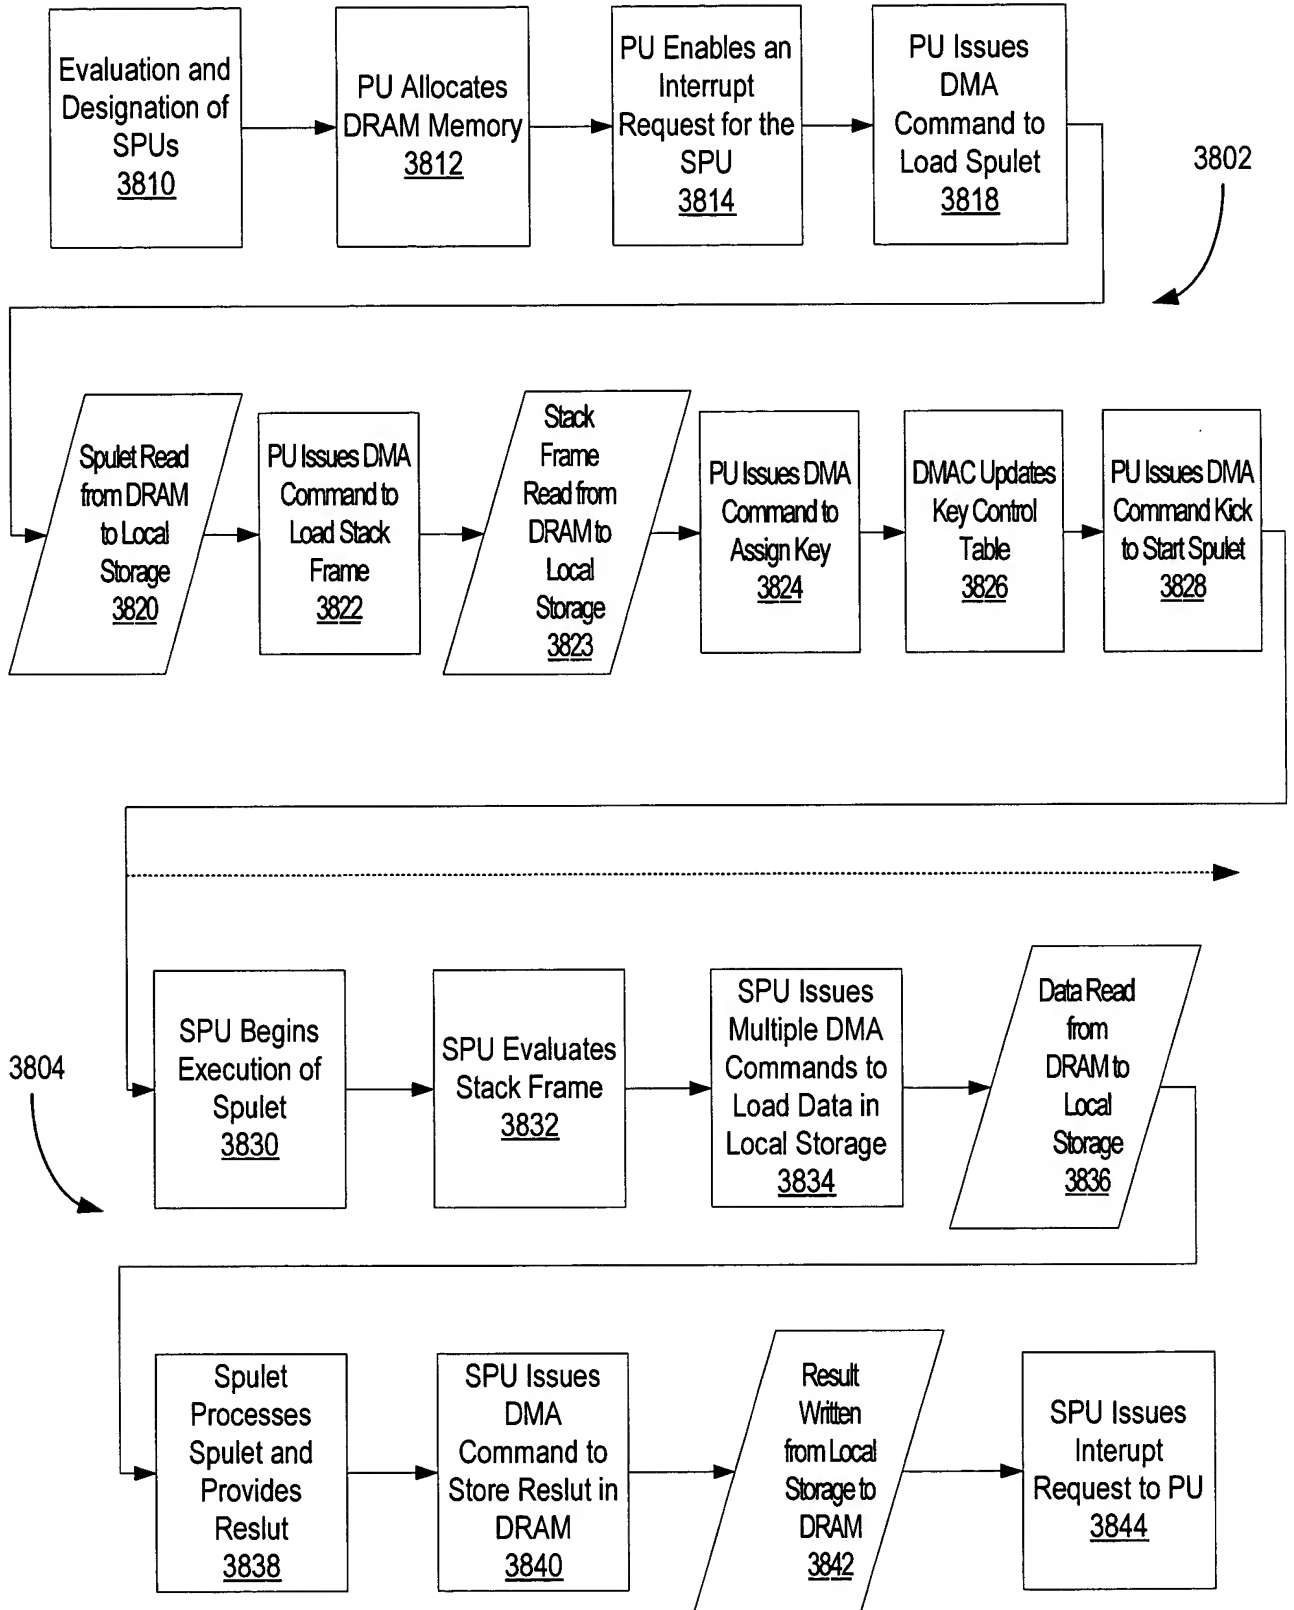 Evaluation and
Designation of
SPUs
3810
PU Allocates
DRAM Memory
3812
PU Enables an
Interrupt
Request for the
SPU
3814
PU Issues
DMA
Command to
Load Spulet
3818
3802
Spulet Read
from DRAM
to Local
Storage
3820
PU Issues DMA
Command to
Load Stack
Frame
3822
Stack
Frame
Read from
DRAM to
Local
Storage
3823
PU Issues DMA
Command to
Assign Key
3824
DMAC Updates
Key Control
Table
3826
PU Issues DMA
Command Kick
to Start Spulet
3828
3804
SPU Begins
Execution of
Spulet
3830
SPU Evaluates
Stack Frame
3832
SPU Issues
Multiple DMA
Commands to
Load Data in
Local Storage
3834
Data Read
from
DRAM to
Local
Storage
3836
Spulet
Processes
Spulet and
Provides
Reslut
3838
SPU Issues
DMA
Command to
Store Reslut in
DRAM
3840
Result
Written
from Local
Storage to
DRAM
3842
SPU Issues
Interupt
Request to PU
3844